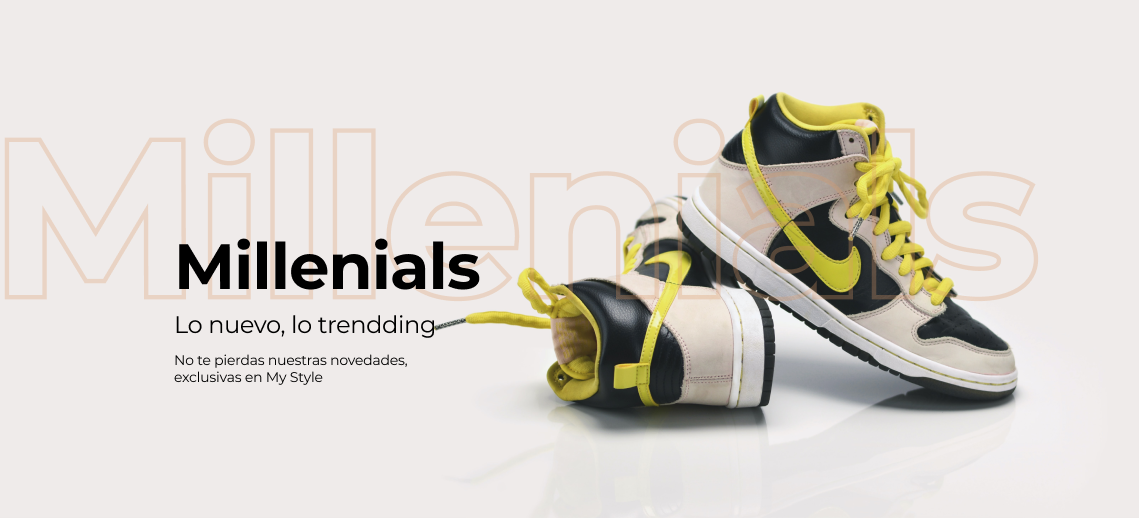 Millenials
Millenials
Lo nuevo, lo trendding
No te pierdas nuestras novedades,
exclusivas en My Style